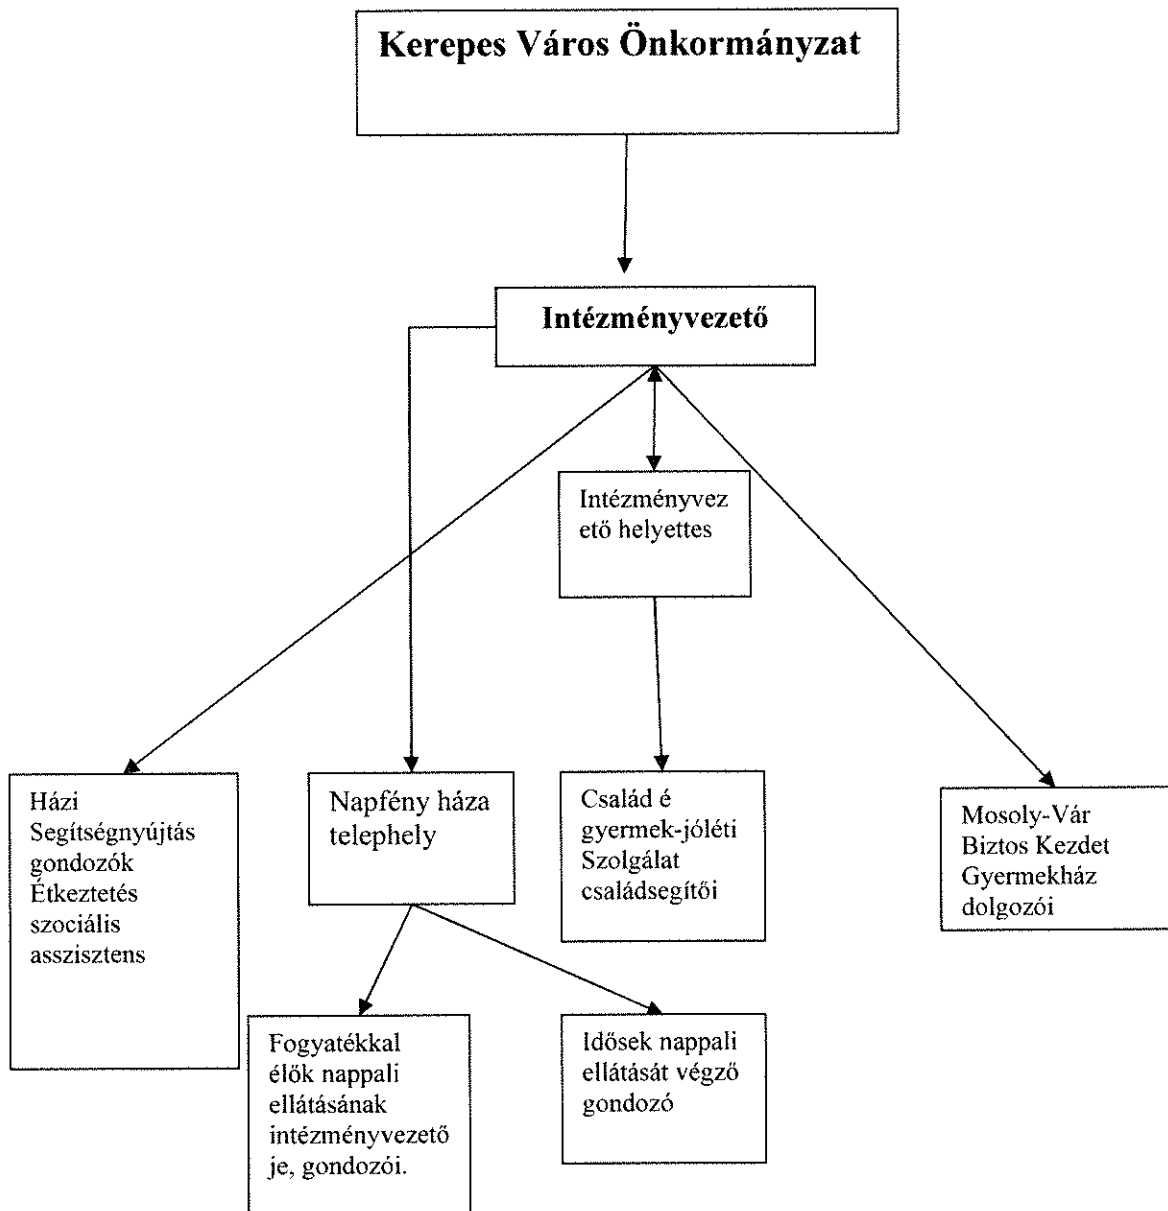 Kerepes Város Önkormányzat
Intézményvezető
Intézményvez
ető helyettes
Házi
Segítségnyújtás
gondozók
Étkeztetés
szociális
asszisztens
Napfény háza
telephely
Család é
gyermek-jóléti
Szolgálat
családsegítői
Mosoly-Vár
Biztos Kezdet
Gyermekház
dolgozói
Fogyatékkal
élők nappali
ellátásának
intézményvezető
je, gondozói.
Idősek nappali
ellátását végző
gondozó